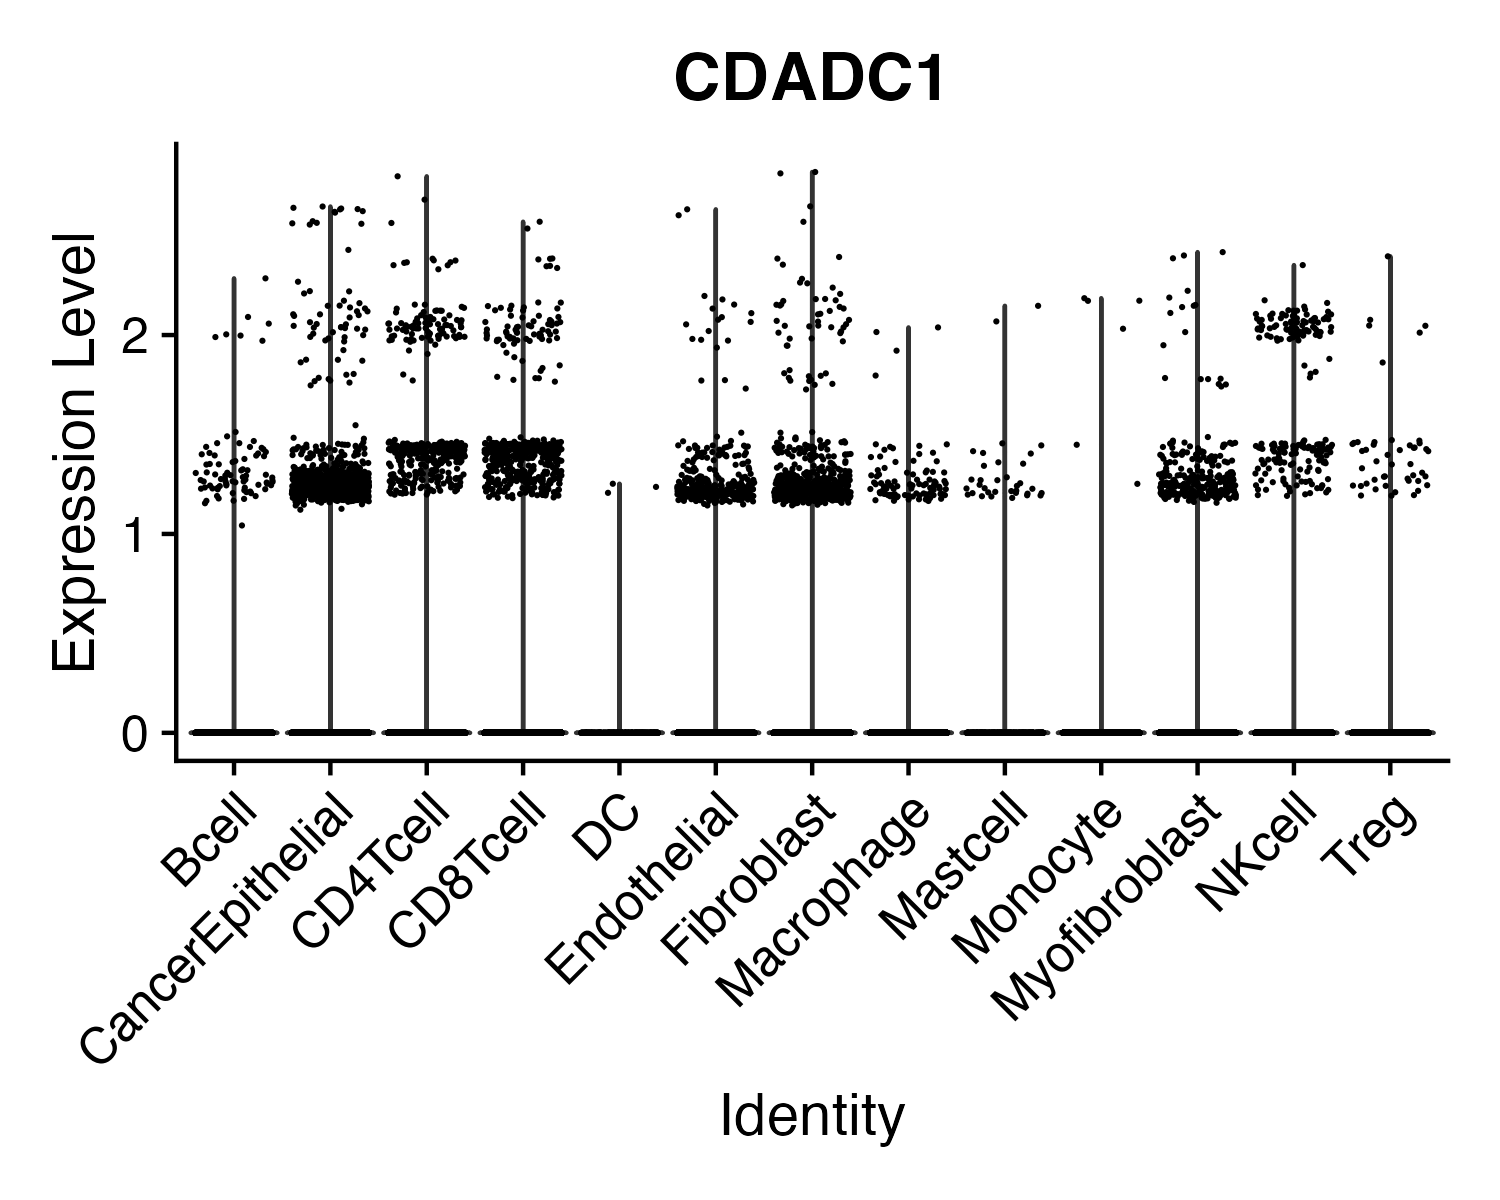 CDADC1
Expression Level
2
1
0
Bcell
CancerEpithelial
CD4Tcell
CD8Tcell
DC
Endothelial
Fibroblast
Macrophage
Mastcell
Monocyte
Myofibroblast
NKcell
Treg
Identity